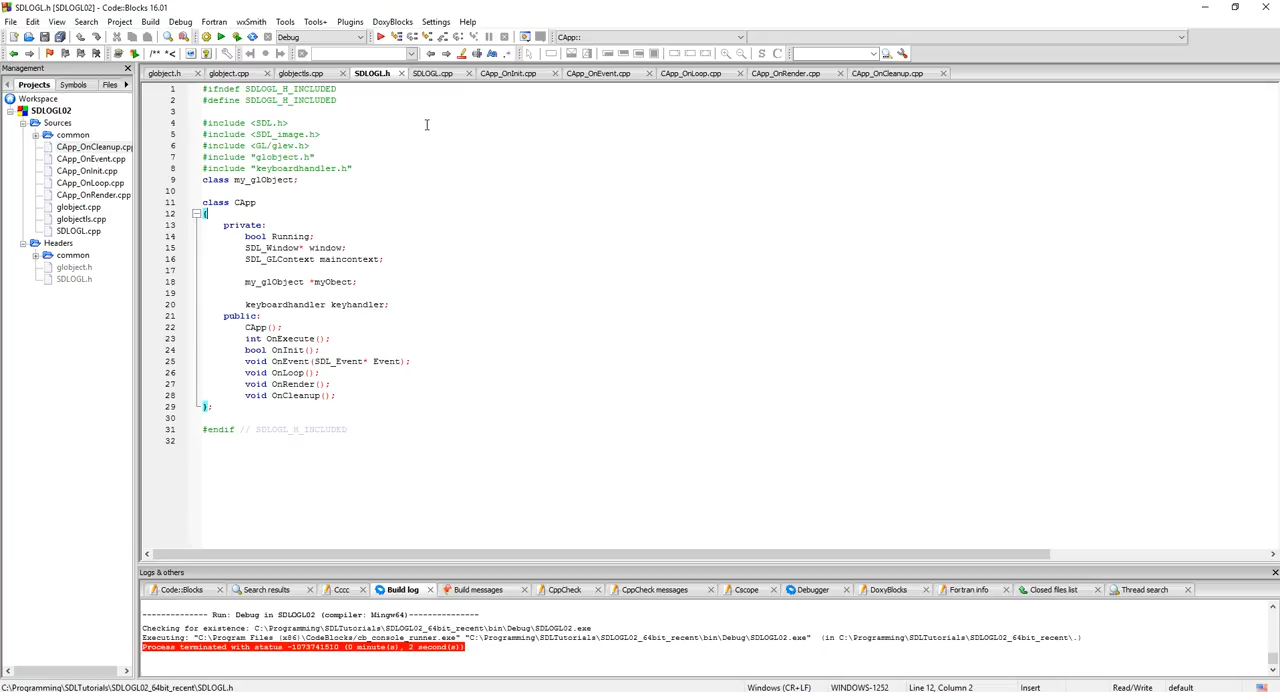 SDLOGL.h [SDLOGL02] - Code::Blocks 16.01
File Edit View Search Project Build Debug Fortran wxSmith Tools Tools+ Plugins DoxyBlocks Settings Help
Debug CApp::
/** *<
S C
Management
Projects Symbols Files
globject.h globject.cpp globjectls.cpp SDLOGL.h SDLOGL.cpp CApp_OnInit.cpp CApp_OnEvent.cpp CApp_OnLoop.cpp CApp_OnRender.cpp CApp_OnCleanup.cpp
Workspace
SDLOGL02
Sources
common
CApp_OnCleanup.cpp
CApp_OnEvent.cpp
CApp_OnInit.cpp
CApp_OnLoop.cpp
CApp_OnRender.cpp
globject.cpp
globjectls.cpp
SDLOGL.cpp
Headers
common
globject.h
SDLOGL.h
1 #ifndef SDLOGL_H_INCLUDED
2 #define SDLOGL_H_INCLUDED
3
4 #include <SDL.h>
5 #include <SDL_image.h>
6 #include <GL/glew.h>
7 #include "globject.h"
8 #include "keyboardhandler.h"
9 class my_glObject;
10
11 class CApp
12 {
13 private:
14 bool Running;
15 SDL_Window* window;
16 SDL_GLContext maincontext;
17
18 my_glObject *myObect;
19
20 keyboardhandler keyhandler;
21 public:
22 CApp();
23 int OnExecute();
24 bool OnInit();
25 void OnEvent(SDL_Event* Event);
26 void OnLoop();
27 void OnRender();
28 void OnCleanup();
29 };
30
31 #endif // SDLOGL_H_INCLUDED
32
Logs & others
Code::Blocks Search results Cccc Build log Build messages CppCheck CppCheck messages Cscope Debugger DoxyBlocks Fortran info Closed files list Thread search
-------------- Run: Debug in SDLOGL02 (compiler: Mingw64)---------------
Checking for existence: C:\Programming\SDLTutorials\SDLOGL02_64bit_recent\bin\Debug\SDLOGL02.exe
Executing: "C:\Program Files (x86)\CodeBlocks/cb_console_runner.exe" "C:\Programming\SDLTutorials\SDLOGL02_64bit_recent\bin\Debug\SDLOGL02.exe" (in C:\Programming\SDLTutorials\SDLOGL02_64bit_recent\.)
Process terminated with status -1073741510 (0 minute(s), 2 second(s))
C:\Programming\SDLTutorials\SDLOGL02_64bit_recent\SDLOGL.h Windows (CR+LF) WINDOWS-1252 Line 12, Column 2 Insert Read/Write default